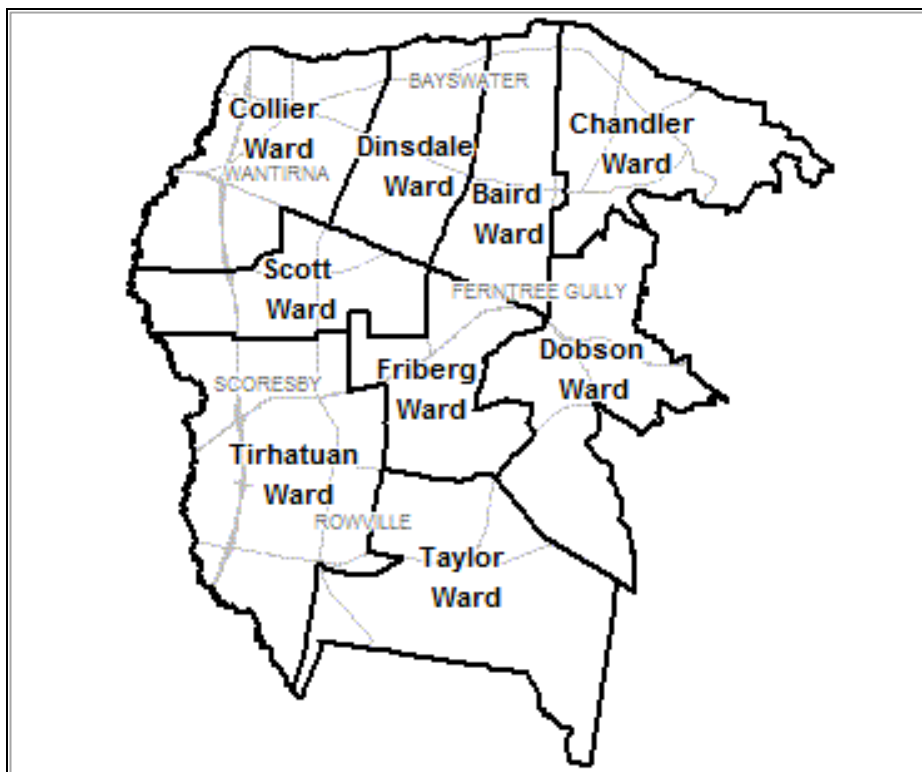 BAYSWATER
Collier
Ward
Chandler
Ward
Dinsdale
Ward
WANTIRNA
Baird
Ward
Scott
Ward
FERNTREE GULLY
Dobson
Ward
Friberg
Ward
SCORESBY
Tirhatuan
Ward
ROWVILLE
Taylor
Ward